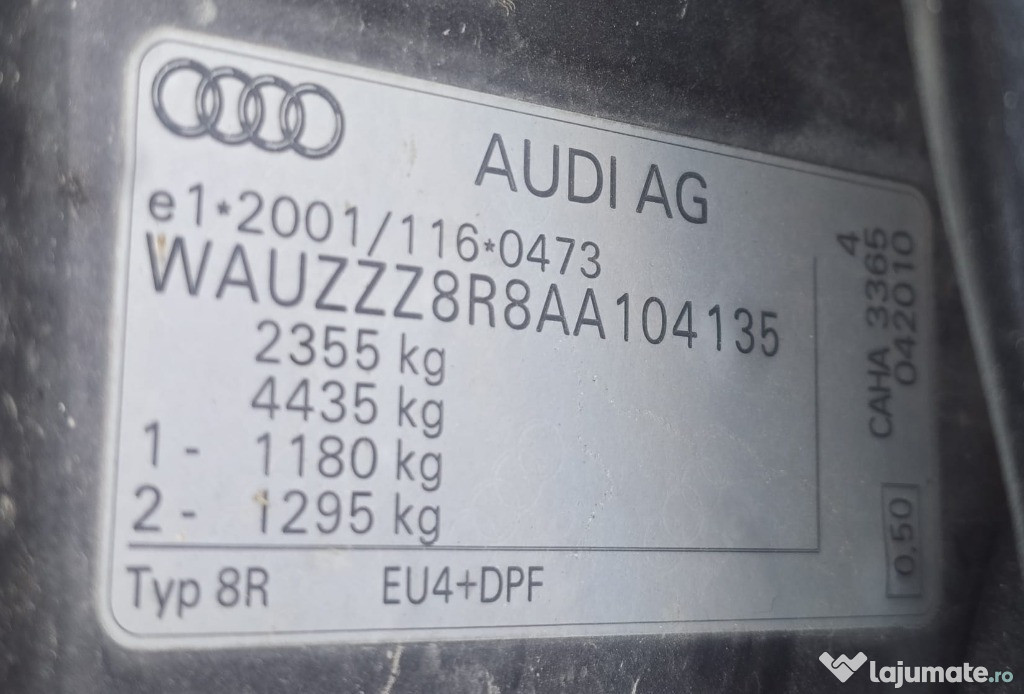 AUDI AG
e1*2001/116*0473
WAUZZZ8R8AA104135
2355 kg
4435 kg
1 - 1180 kg
2 - 1295 kg
Typ 8R EU4+DPF
4
CAHA 3365
042010
0,50
lajumate.ro